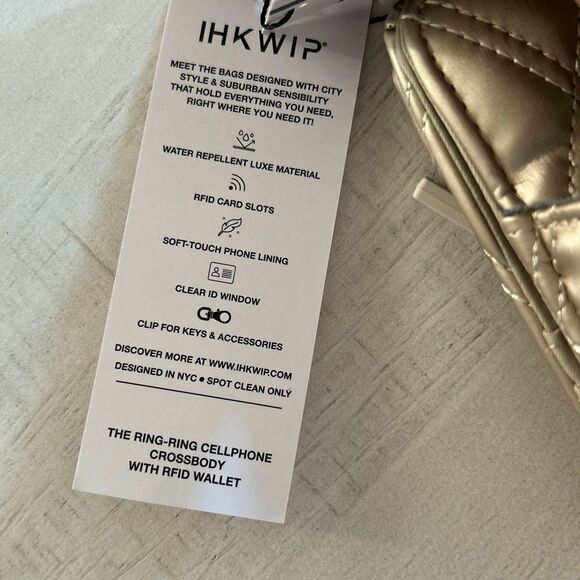 IHKWIP®
MEET THE BAGS DESIGNED WITH CITY
STYLE & SUBURBAN SENSIBILITY
THAT HOLD EVERYTHING YOU NEED,
RIGHT WHERE YOU NEED IT!
WATER REPELLENT LUXE MATERIAL
RFID CARD SLOTS
SOFT-TOUCH PHONE LINING
CLEAR ID WINDOW
CLIP FOR KEYS & ACCESSORIES
DISCOVER MORE AT WWW.IHKWIP.COM
DESIGNED IN NYC ● SPOT CLEAN ONLY
THE RING-RING CELLPHONE
CROSSBODY
WITH RFID WALLET